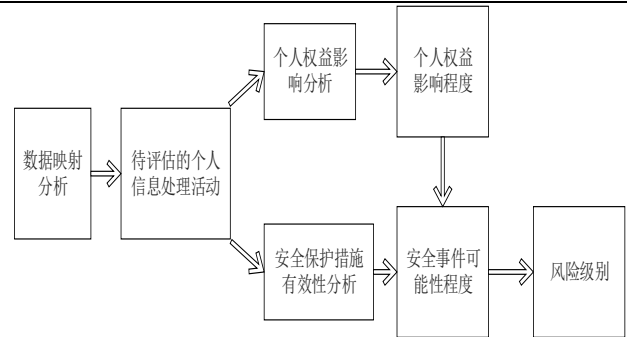 个人权益影
响分析
个人权益
影响程度
数据映射
分析
待评估的个人
信息处理活动
安全保护措施
有效性分析
安全事件可
能性程度
风险级别